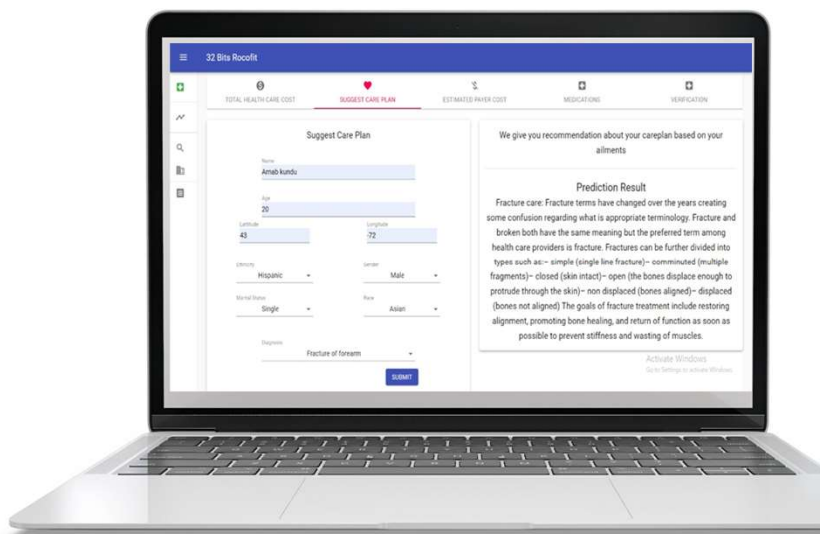 32 Bits Rocofit
TOTAL HEALTH CARE COST
SUGGEST CARE PLAN
ESTIMATED PAYER COST
MEDICATIONS
VERIFICATION
Suggest Care Plan
Name
Arnab kundu
Age
20
Latitude
Longitude
43
-72
Ethnicity
Gender
Hispanic
Male
Marital Status
Race
Single
Asian
Diagnosis
Fracture of forearm
SUBMIT
We give you recommendation about your careplan based on your
ailments
Prediction Result
Fracture care: Fracture terms have changed over the years creating
some confusion regarding what is appropriate terminology. Fracture and
broken both have the same meaning but the preferred term among
health care providers is fracture. Fractures can be further divided into
types such as:– simple (single line fracture)– comminuted (multiple
fragments)– closed (skin intact)– open (the bones displace enough to
protrude through the skin)– non displaced (bones aligned)– displaced
(bones not aligned) The goals of fracture treatment include restoring
alignment, promoting bone healing, and return of function as soon as
possible to prevent stiffness and wasting of muscles.
Activate Windows
Go to Settings to activate Windows.